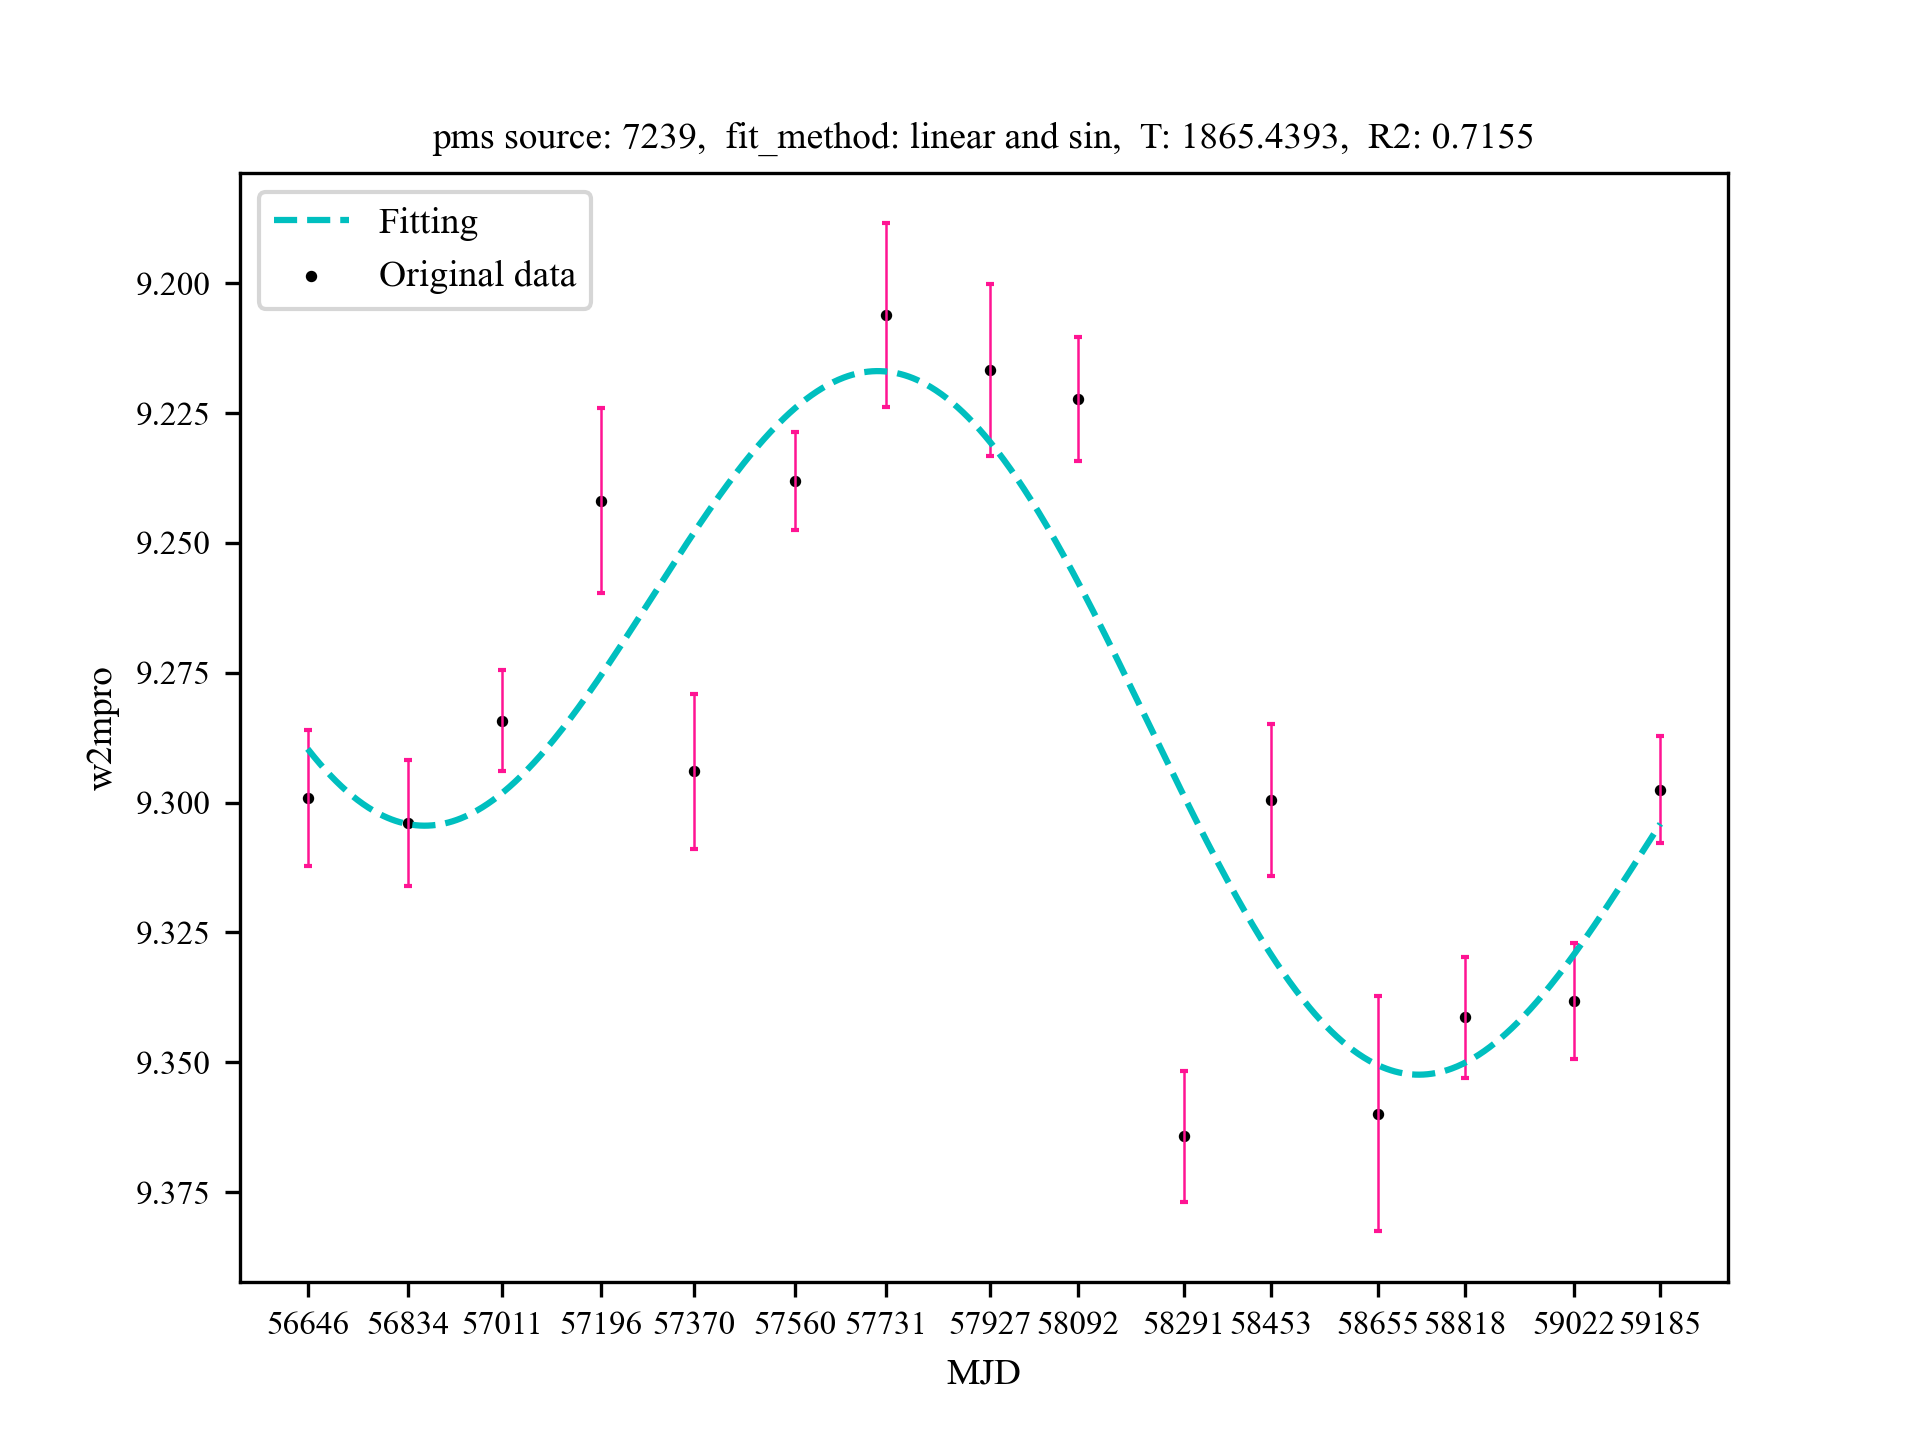 pms source: 7239, fit_method: linear and sin, T: 1865.4393, R2: 0.7155
Fitting
Original data
9.200
9.225
9.250
9.275
9.300
9.325
9.350
9.375
w2mpro
56646 56834 57011 57196 57370 57560 57731 57927 58092 58291 58453 58655 58818 59022 59185
MJD